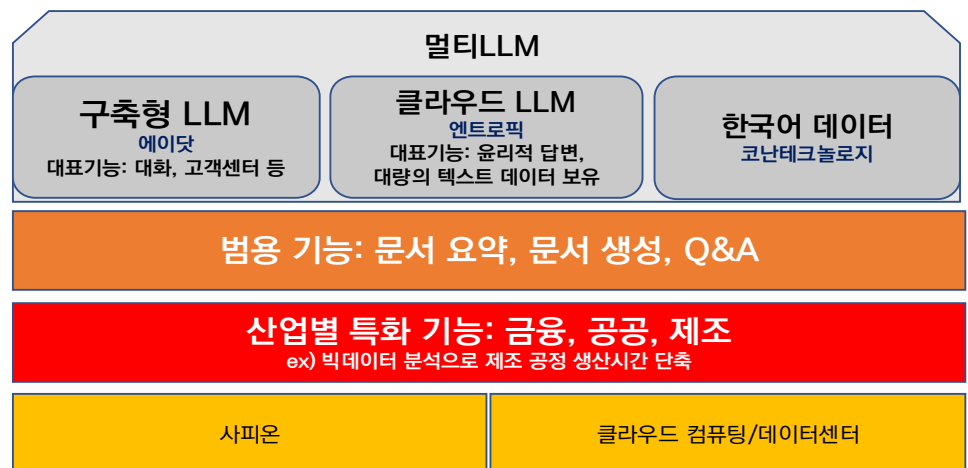 멀티LLM
구축형 LLM
에이닷
대표기능: 대화, 고객센터 등
클라우드 LLM
엔트로픽
대표기능: 윤리적 답변,
대량의 텍스트 데이터 보유
한국어 데이터
코난테크놀로지
범용 기능: 문서 요약, 문서 생성, Q&A
산업별 특화 기능: 금융, 공공, 제조
ex) 빅데이터 분석으로 제조 공정 생산시간 단축
사피온
클라우드 컴퓨팅/데이터센터